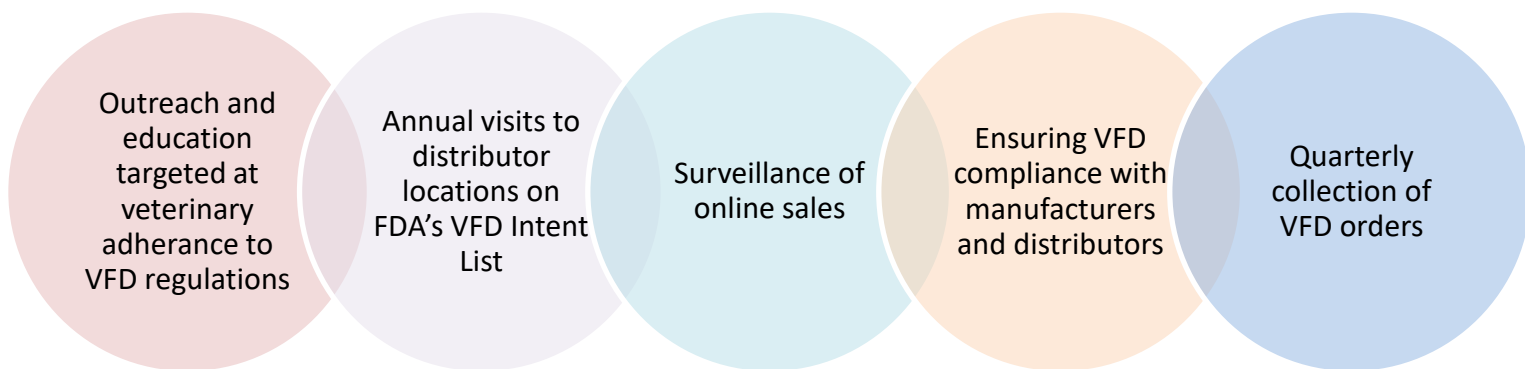 Outreach and
education
targeted at
veterinary
adherance to
VFD regulations
Annual visits to
distributor
locations on
FDA’s VFD Intent
List
Surveillance of
online sales
Ensuring VFD
compliance with
manufacturers
and distributors
Quarterly
collection of
VFD orders